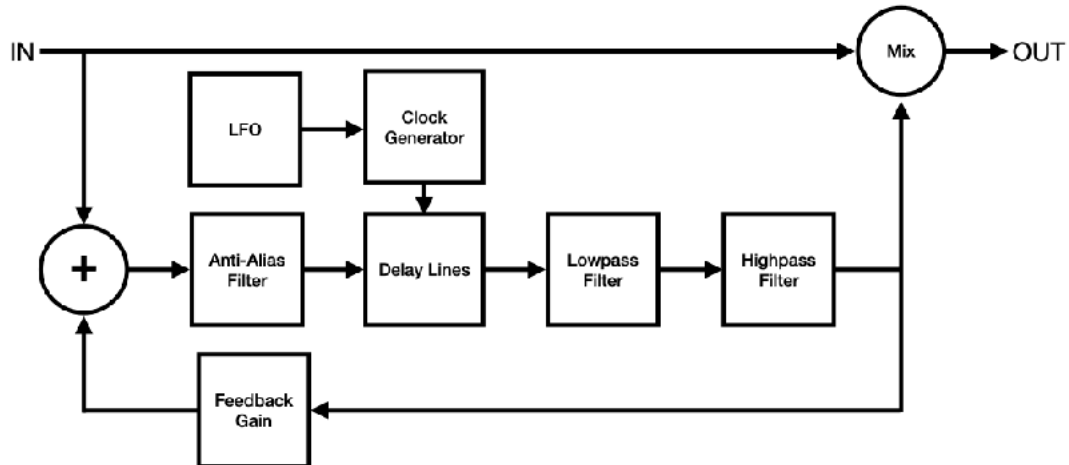 IN
Mix
OUT
LFO
Clock
Generator
+
Anti-Alias
Filter
Delay Lines
Lowpass
Filter
Highpass
Filter
Feedback
Gain